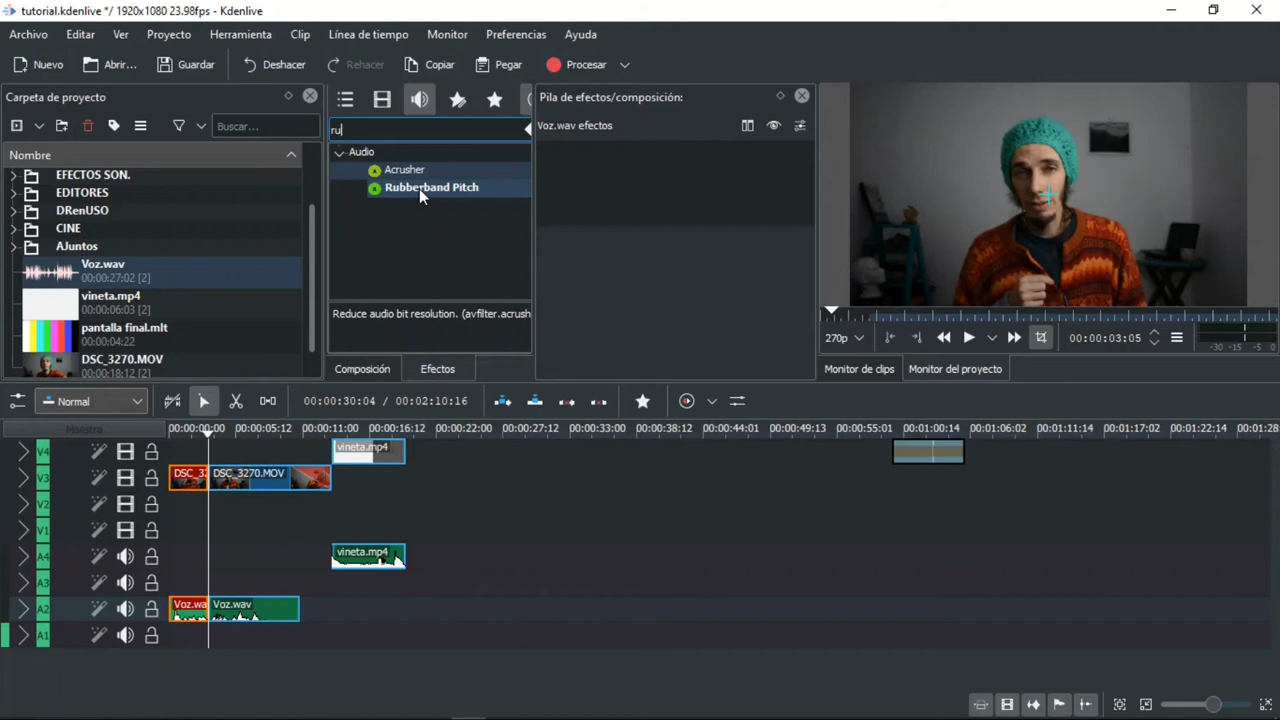 tutorial.kdenlive */ 1920x1080 23.98fps - Kdenlive
Archivo Editar Ver Proyecto Herramienta Clip Línea de tiempo Monitor Preferencias Ayuda
Nuevo Abrir... Guardar Deshacer Rehacer Copiar Pegar Procesar
Carpeta de proyecto
Buscar...
Nombre
EFECTOS SON.
EDITORES
DRenUSO
CINE
AJuntos
Voz.wav
00:00:27:02 [2]
vineta.mp4
00:00:06:03 [2]
pantalla final.mlt
00:00:04:22
DSC_3270.MOV
00:00:18:12 [2]
ru
Audio
Acrusher
Rubberband Pitch
Reduce audio bit resolution. (avfilter.acrush
Composición Efectos
Pila de efectos/composición:
Voz.wav efectos
270p 00:00:03:05 -30 -15 -5 0
Monitor de clips Monitor del proyecto
Normal 00:00:30:04 / 00:02:10:16
Maestra 00:00:00:00 00:00:05:12 00:00:11:00 00:00:16:12 00:00:22:00 00:00:27:12 00:00:33:00 00:00:38:12 00:00:44:01 00:00:49:13 00:00:55:01 00:01:00:14 00:01:06:02 00:01:11:14 00:01:17:02 00:01:22:14 00:01:28
V4 vineta.mp4
V3 DSC_32 DSC_3270.MOV
V2
V1
A4 vineta.mp4
A3
A2 Voz.wa Voz.wav
A1